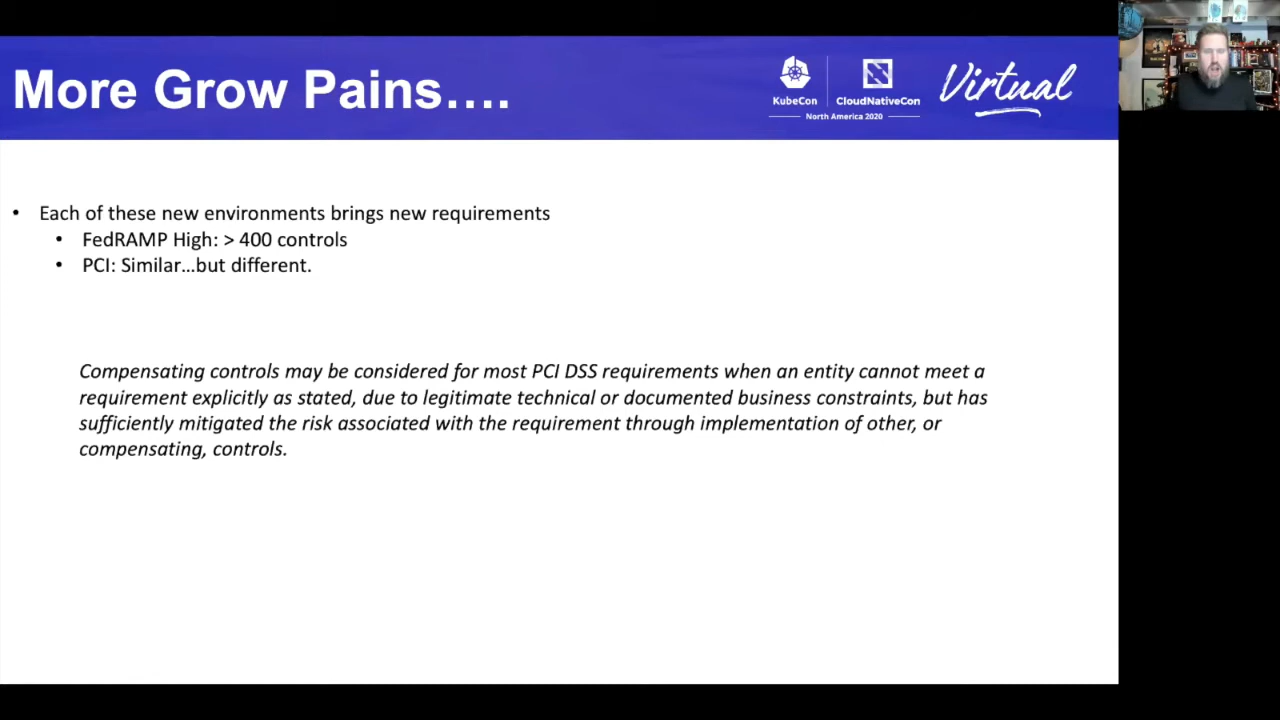 More Grow Pains....
KubeCon
CloudNativeCon
North America 2020
Virtual
• Each of these new environments brings new requirements
• FedRAMP High: > 400 controls
• PCI: Similar…but different.
Compensating controls may be considered for most PCI DSS requirements when an entity cannot meet a
requirement explicitly as stated, due to legitimate technical or documented business constraints, but has
sufficiently mitigated the risk associated with the requirement through implementation of other, or
compensating, controls.